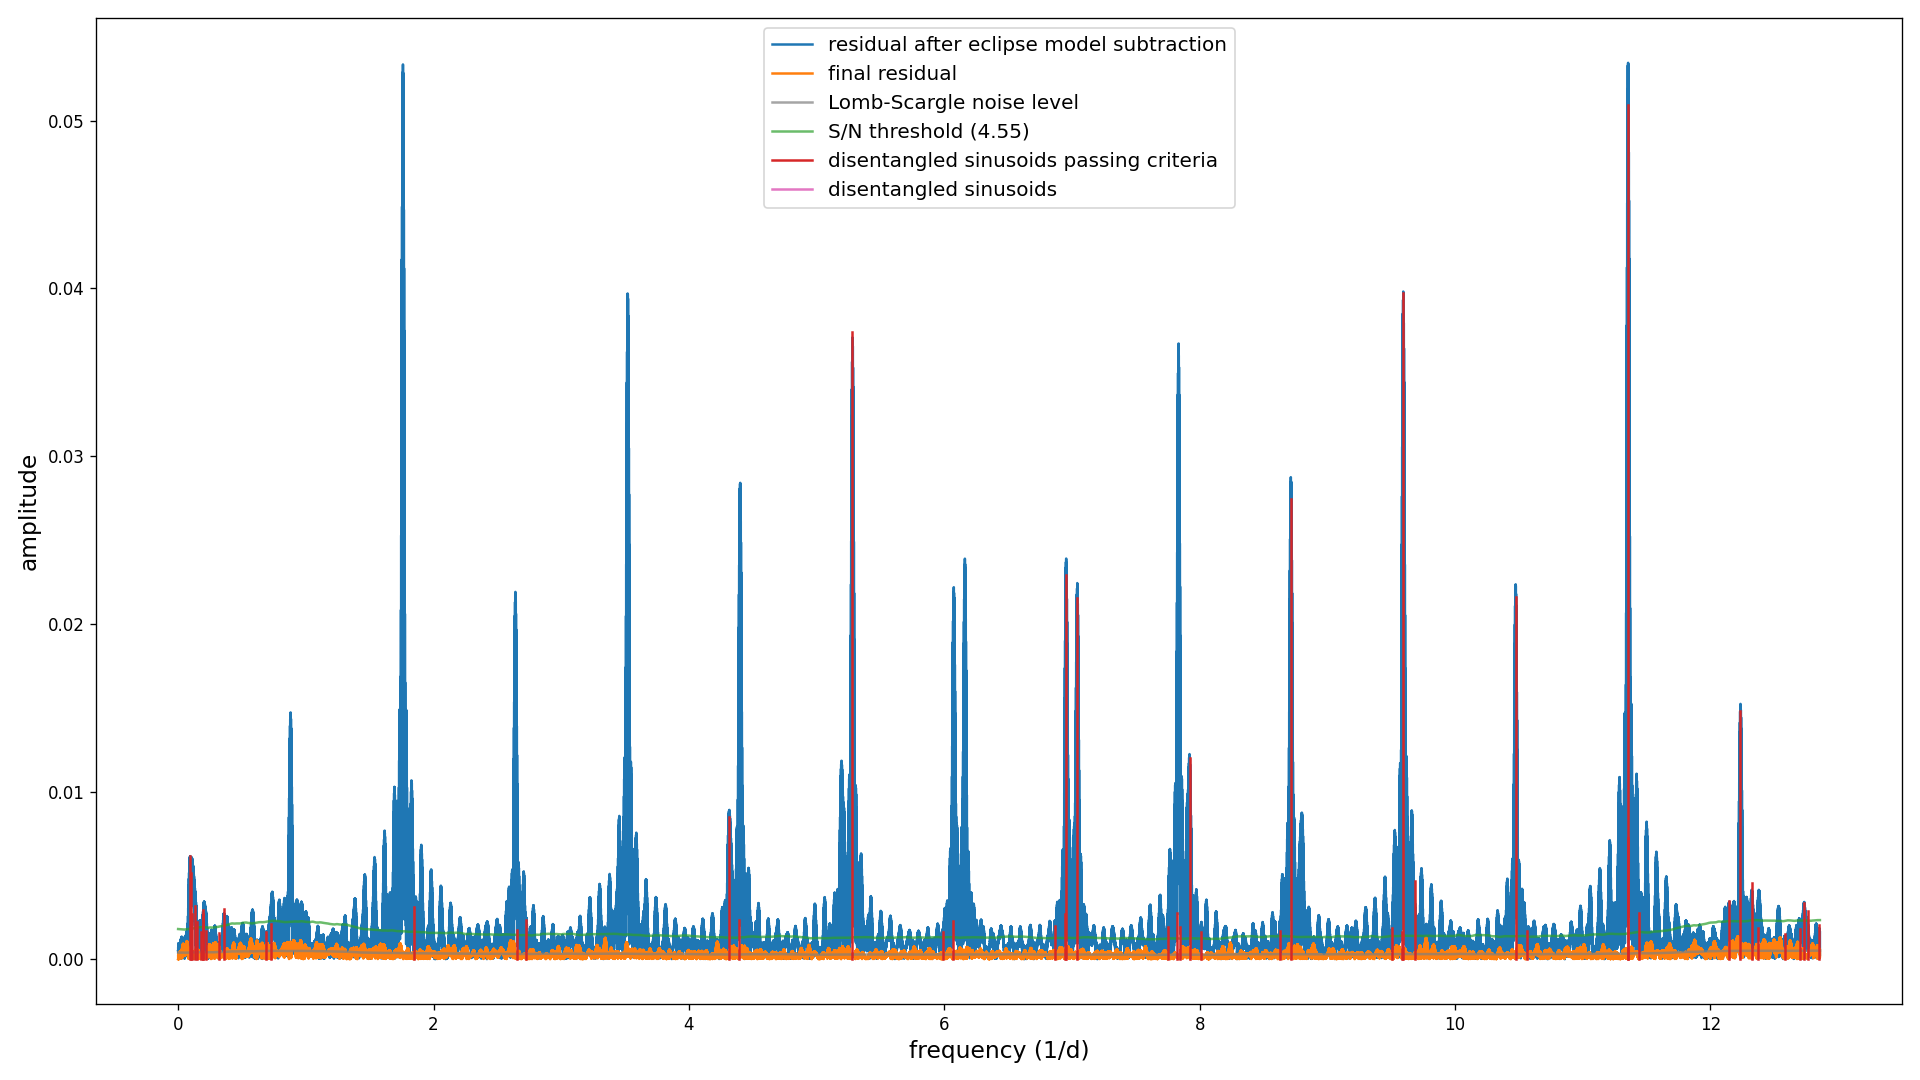 residual after eclipse model subtraction
final residual
Lomb-Scargle noise level
S/N threshold (4.55)
disentangled sinusoids passing criteria
disentangled sinusoids
0.05
0.04
0.03
0.02
0.01
0.00
amplitude
0 2 4 6 8 10 12
frequency (1/d)